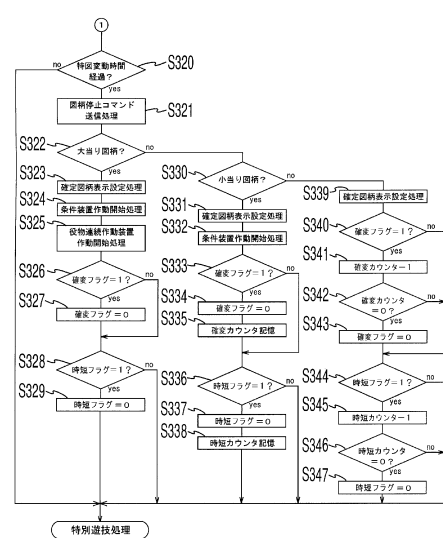 1
S320
特図変動時間
経過?
no
yes
S321
図柄停止コマンド
送信処理
S322
大当り図柄?
no
yes
S323
確定図柄表示設定処理
S324
条件装置作動開始処理
S325
役物連続作動装置
作動開始処理
S326
確変フラグ=1?
no
yes
S327
確変フラグ=0
S328
時短フラグ=1?
no
yes
S329
時短フラグ=0
S330
小当り図柄?
no
yes
S331
確定図柄表示設定処理
S332
条件装置作動開始処理
S333
確変フラグ=1?
no
yes
S334
確変フラグ=0
S335
確変カウンタ記憶
S336
時短フラグ=1?
no
yes
S337
時短フラグ=0
S338
時短カウンタ記憶
S339
確定図柄表示設定処理
S340
確変フラグ=1?
no
yes
S341
確変カウンター1
S342
確変カウンタ
=0?
no
yes
S343
確変フラグ=0
S344
時短フラグ=1?
no
yes
S345
時短カウンター1
S346
時短カウンタ
=0?
no
yes
S347
時短フラグ=0
特別遊技処理